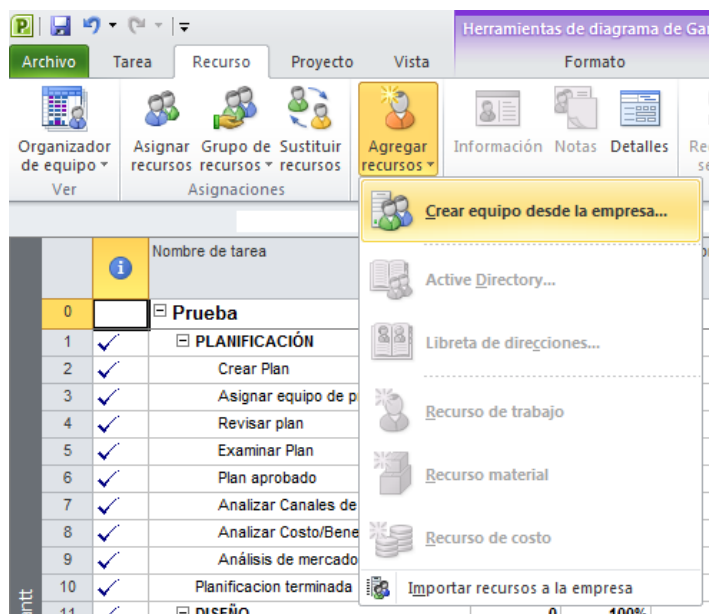 Herramientas de diagrama de Gar
Archivo Tarea Recurso Proyecto Vista Formato
Organizador de equipo
Asignar recursos
Grupo de recursos
Sustituir recursos
Agregar recursos
Información
Notas
Detalles
Ver
Asignaciones
Crear equipo desde la empresa...
Active Directory...
Libreta de direcciones...
Recurso de trabajo
Recurso material
Recurso de costo
Importar recursos a la empresa
Nombre de tarea
0 Prueba
1 PLANIFICACIÓN
2 Crear Plan
3 Asignar equipo de p
4 Revisar plan
5 Examinar Plan
6 Plan aprobado
7 Analizar Canales de
8 Analizar Costo/Bene
9 Análisis de mercado
10 Planificacion terminada
11 DISEÑO 0 100%